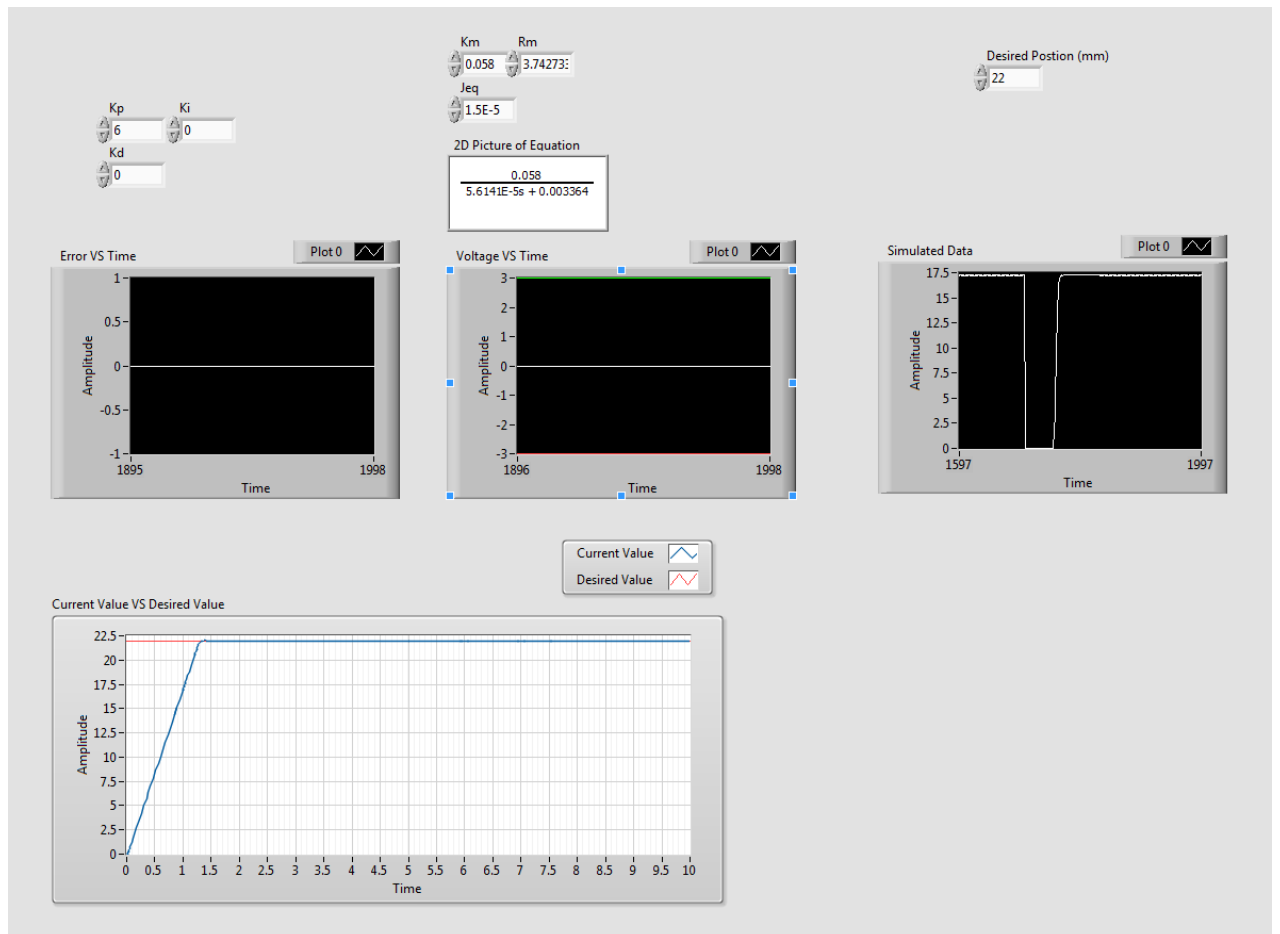 Km Rm
0.058 3.74273
Jeq
1.5E-5
Desired Postion (mm)
22
Kp Ki
6 0
Kd
0
2D Picture of Equation
0.058
5.6141E-5s + 0.003364
Error VS Time
Plot 0
1
0.5
0
-0.5
-1
Amplitude
1895 1998
Time
Voltage VS Time
Plot 0
3
2
1
0
-1
-2
-3
Amplitude
1896 1998
Time
Simulated Data
Plot 0
17.5
15
12.5
10
7.5
5
2.5
0
Amplitude
1597 1997
Time
Current Value
Desired Value
Current Value VS Desired Value
22.5
20
17.5
15
12.5
10
7.5
5
2.5
0
Amplitude
0 0.5 1 1.5 2 2.5 3 3.5 4 4.5 5 5.5 6 6.5 7 7.5 8 8.5 9 9.5 10
Time